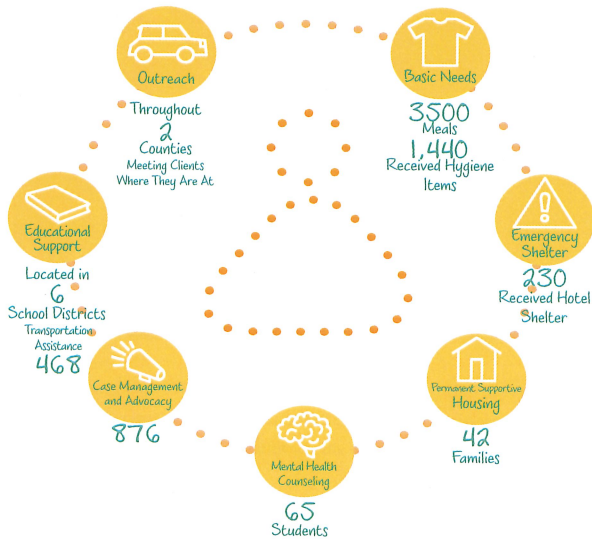 Outreach
Throughout
2
Counties
Meeting Clients
Where They Are At
Basic Needs
3500
Meals
1,440
Received Hygiene
Items
Emergency
Shelter
230
Received Hotel
Shelter
Permanent Supportive
Housing
42
Families
Mental Health
Counseling
65
Students
Case Management
and Advocacy
876
Educational
Support
Located in
6
School Districts
Transportation
Assistance
468